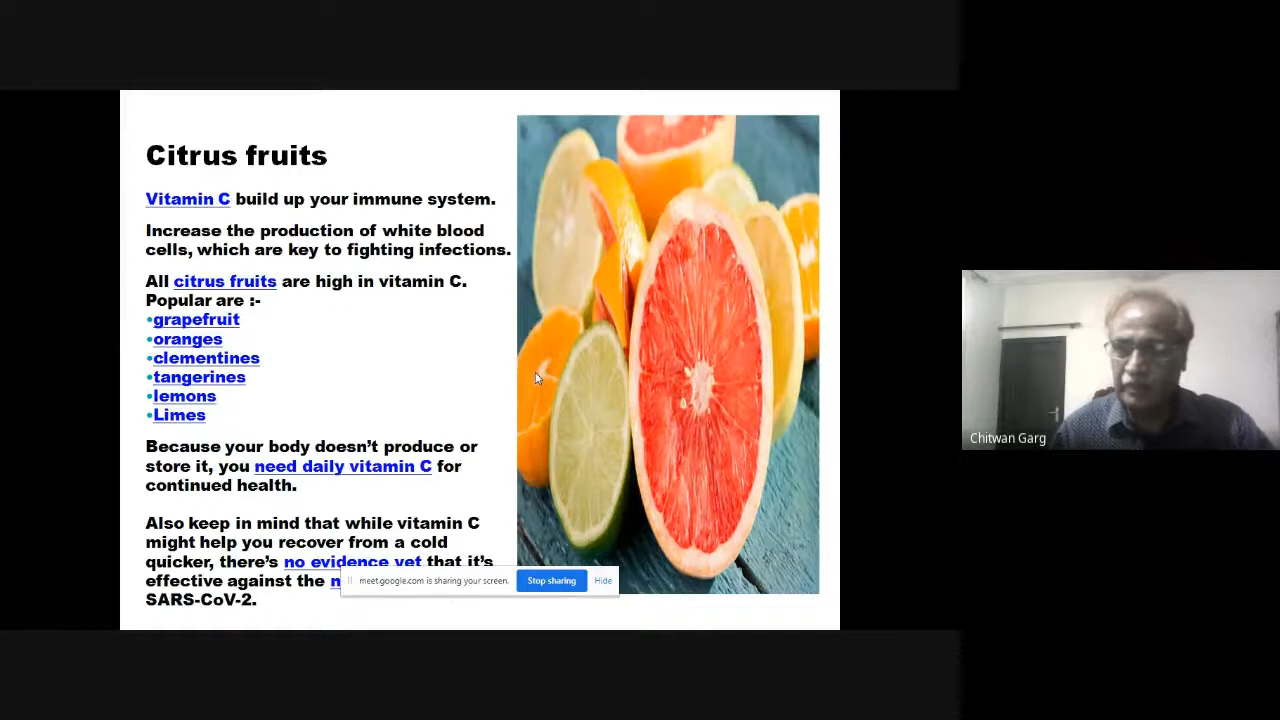 Citrus fruits
Vitamin C build up your immune system.
Increase the production of white blood
cells, which are key to fighting infections.
All citrus fruits are high in vitamin C.
Popular are :-
•grapefruit
•oranges
•clementines
•tangerines
•lemons
•Limes
Because your body doesn’t produce or
store it, you need daily vitamin C for
continued health.
Also keep in mind that while vitamin C
might help you recover from a cold
quicker, there’s no evidence yet that it’s
effective against the
SARS-CoV-2.
meet.google.com is sharing your screen. Stop sharing Hide
Chitwan Garg